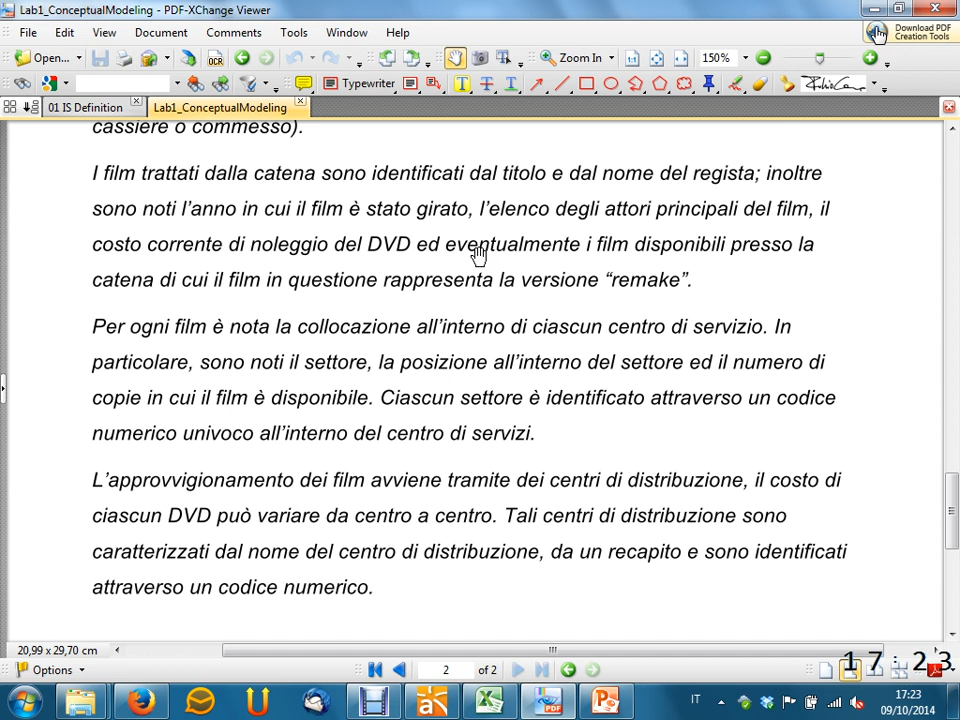 Lab1_ConceptualModeling - PDF-XChange Viewer
File Edit View Document Comments Tools Window Help
Download PDF
Creation Tools
Open... OCR Zoom In 150%
Typewriter
01 IS Definition Lab1_ConceptualModeling
cassiere o commesso).
I film trattati dalla catena sono identificati dal titolo e dal nome del regista; inoltre
sono noti l’anno in cui il film è stato girato, l’elenco degli attori principali del film, il
costo corrente di noleggio del DVD ed eventualmente i film disponibili presso la
catena di cui il film in questione rappresenta la versione “remake”.
Per ogni film è nota la collocazione all’interno di ciascun centro di servizio. In
particolare, sono noti il settore, la posizione all’interno del settore ed il numero di
copie in cui il film è disponibile. Ciascun settore è identificato attraverso un codice
numerico univoco all’interno del centro di servizi.
L’approvvigionamento dei film avviene tramite dei centri di distribuzione, il costo di
ciascun DVD può variare da centro a centro. Tali centri di distribuzione sono
caratterizzati dal nome del centro di distribuzione, da un recapito e sono identificati
attraverso un codice numerico.
20,99 x 29,70 cm
Options 2 of 2
17:23
IT 17:23
09/10/2014